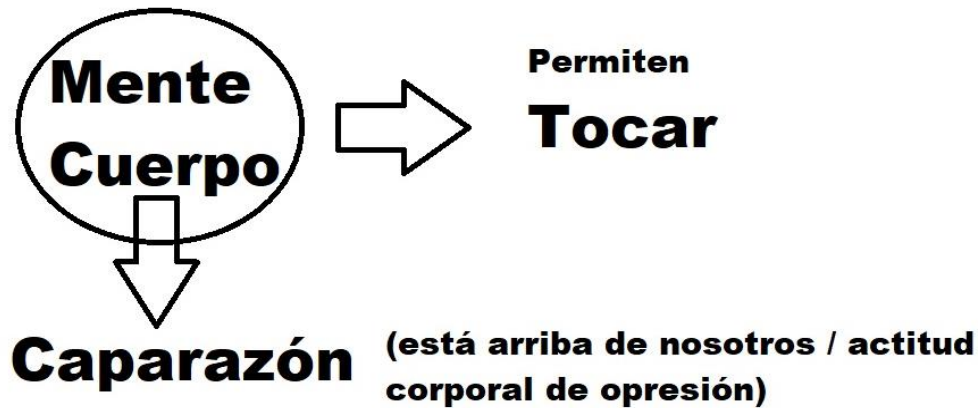 Mente
Cuerpo
Permiten
Tocar
Caparazón
(está arriba de nosotros / actitud
corporal de opresión)